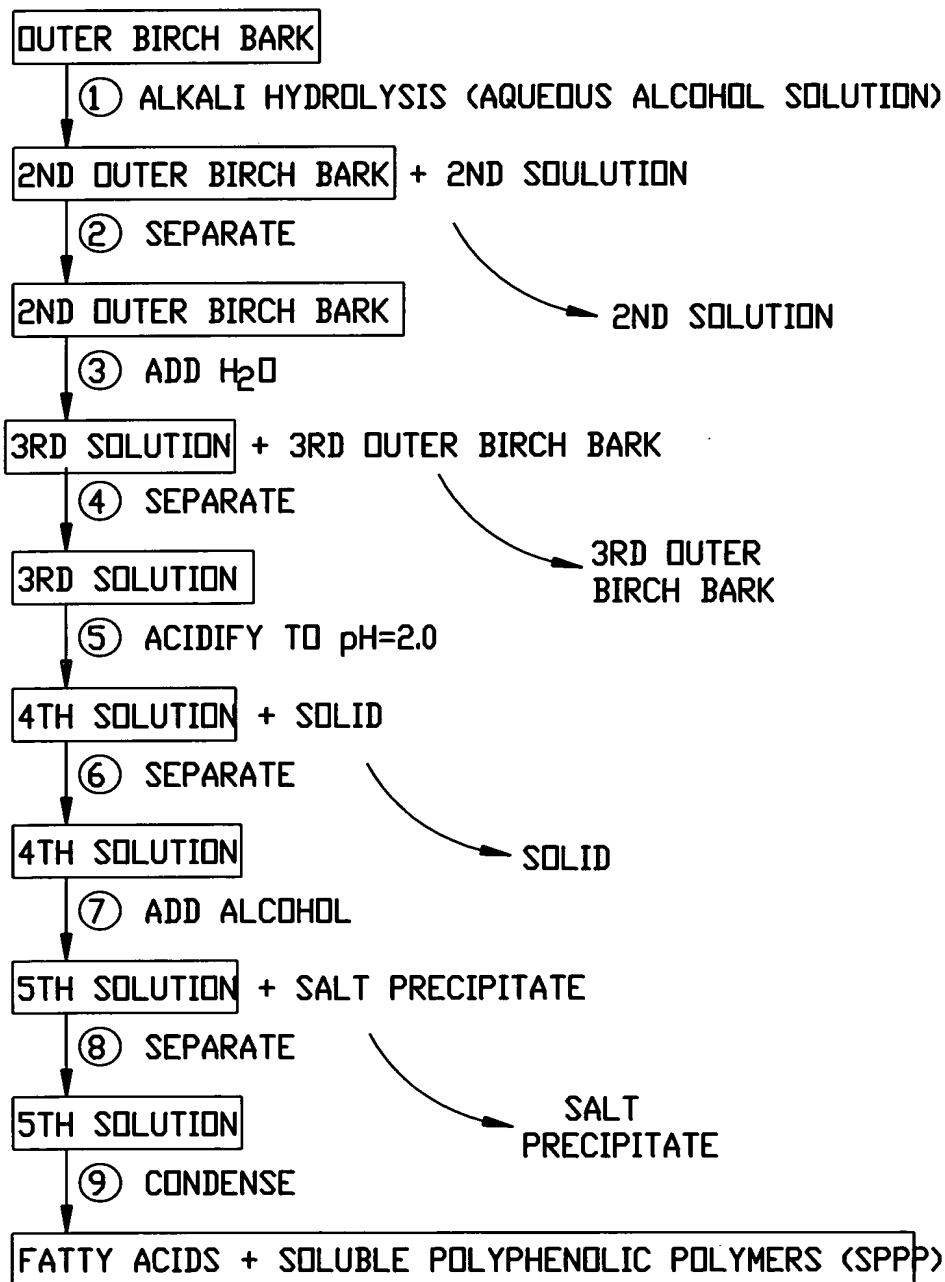 OUTER BIRCH BARK
① ALKALI HYDROLYSIS (AQUEOUS ALCOHOL SOLUTION)
2ND OUTER BIRCH BARK + 2ND SOULUTION
② SEPARATE
2ND OUTER BIRCH BARK
2ND SOLUTION
③ ADD H₂O
3RD SOLUTION + 3RD OUTER BIRCH BARK
④ SEPARATE
3RD OUTER
BIRCH BARK
3RD SOLUTION
⑤ ACIDIFY TO pH=2.0
4TH SOLUTION + SOLID
⑥ SEPARATE
4TH SOLUTION
SOLID
⑦ ADD ALCOHOL
5TH SOLUTION + SALT PRECIPITATE
⑧ SEPARATE
5TH SOLUTION
SALT
PRECIPITATE
⑨ CONDENSE
FATTY ACIDS + SOLUBLE POLYPHENOLIC POLYMERS (SPPP)